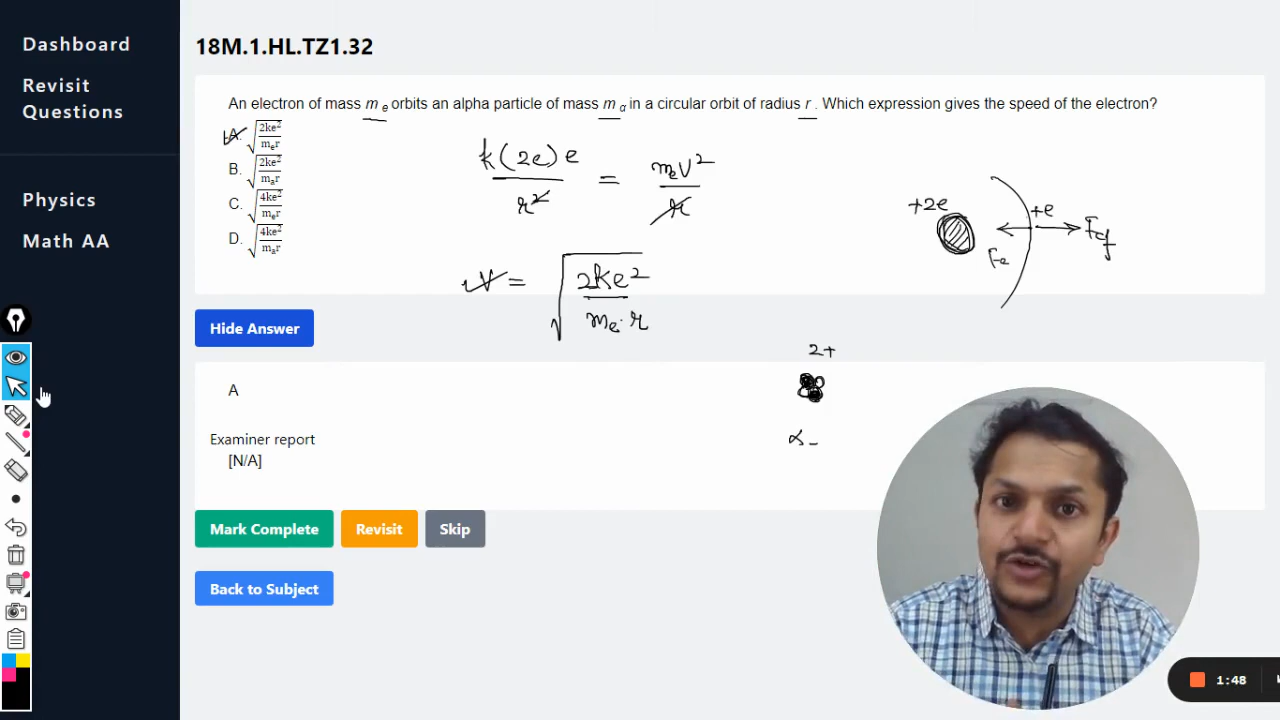 Dashboard
Revisit
Questions
Physics
Math AA
18M.1.HL.TZ1.32
An electron of mass m e orbits an alpha particle of mass m α in a circular orbit of radius r . Which expression gives the speed of the electron?
A. √(2ke²/mₑr)
B. √(2ke²/mₐr)
C. √(4ke²/mₑr)
D. √(4ke²/mₐr)
k(2e)e/r² = mₑv²/r
v = √(2ke²/mₑ·r)
+2e
+e
Fe
Fcf
Hide Answer
2+
A
α-
Examiner report
[N/A]
Mark Complete
Revisit
Skip
Back to Subject
1:48